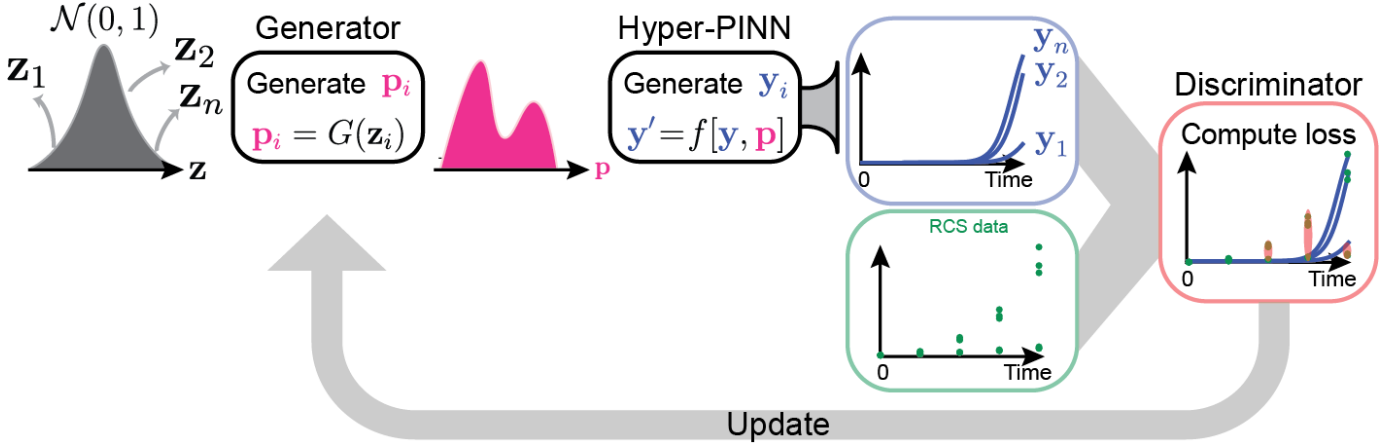 𝒩(0, 1)
z₁
z₂
zₙ
z
Generator
Generate pᵢ
pᵢ = G(zᵢ)
p
Hyper-PINN
Generate yᵢ
y′=f[y, p]
yₙ
y₂
y₁
0
Time
RCS data
0
Time
Discriminator
Compute loss
0
Time
Update